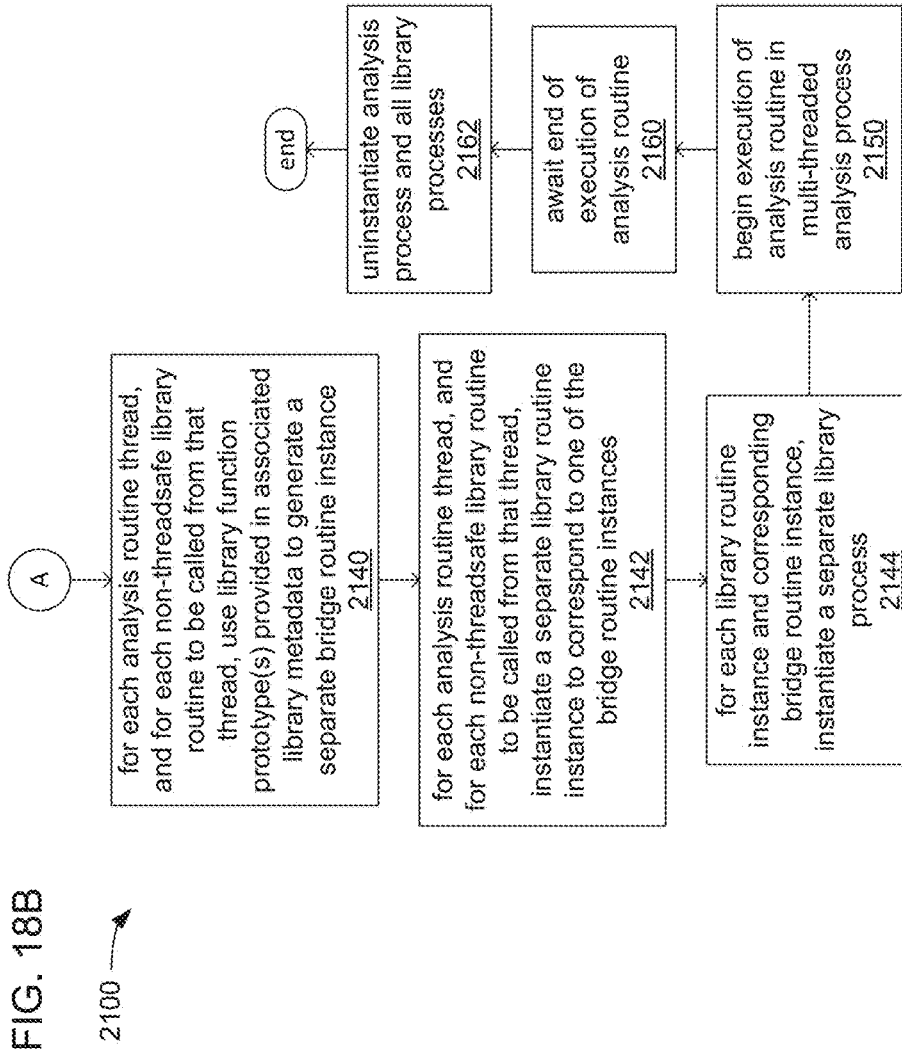 FIG. 18B
2100
A
for each analysis routine thread,
and for each non-threadsafe library
routine to be called from that
thread, use library function
prototype(s) provided in associated
library metadata to generate a
separate bridge routine instance
2140
for each analysis routine thread, and
for each non-threadsafe library routine
to be called from that thread,
instantiate a separate library routine
instance to correspond to one of the
bridge routine instances
2142
for each library routine
instance and corresponding
bridge routine instance,
instantiate a separate library
process
2144
begin execution of
analysis routine in
multi-threaded
analysis process
2150
await end of
execution of
analysis routine
2160
uninstantiate analysis
process and all library
processes
2162
end